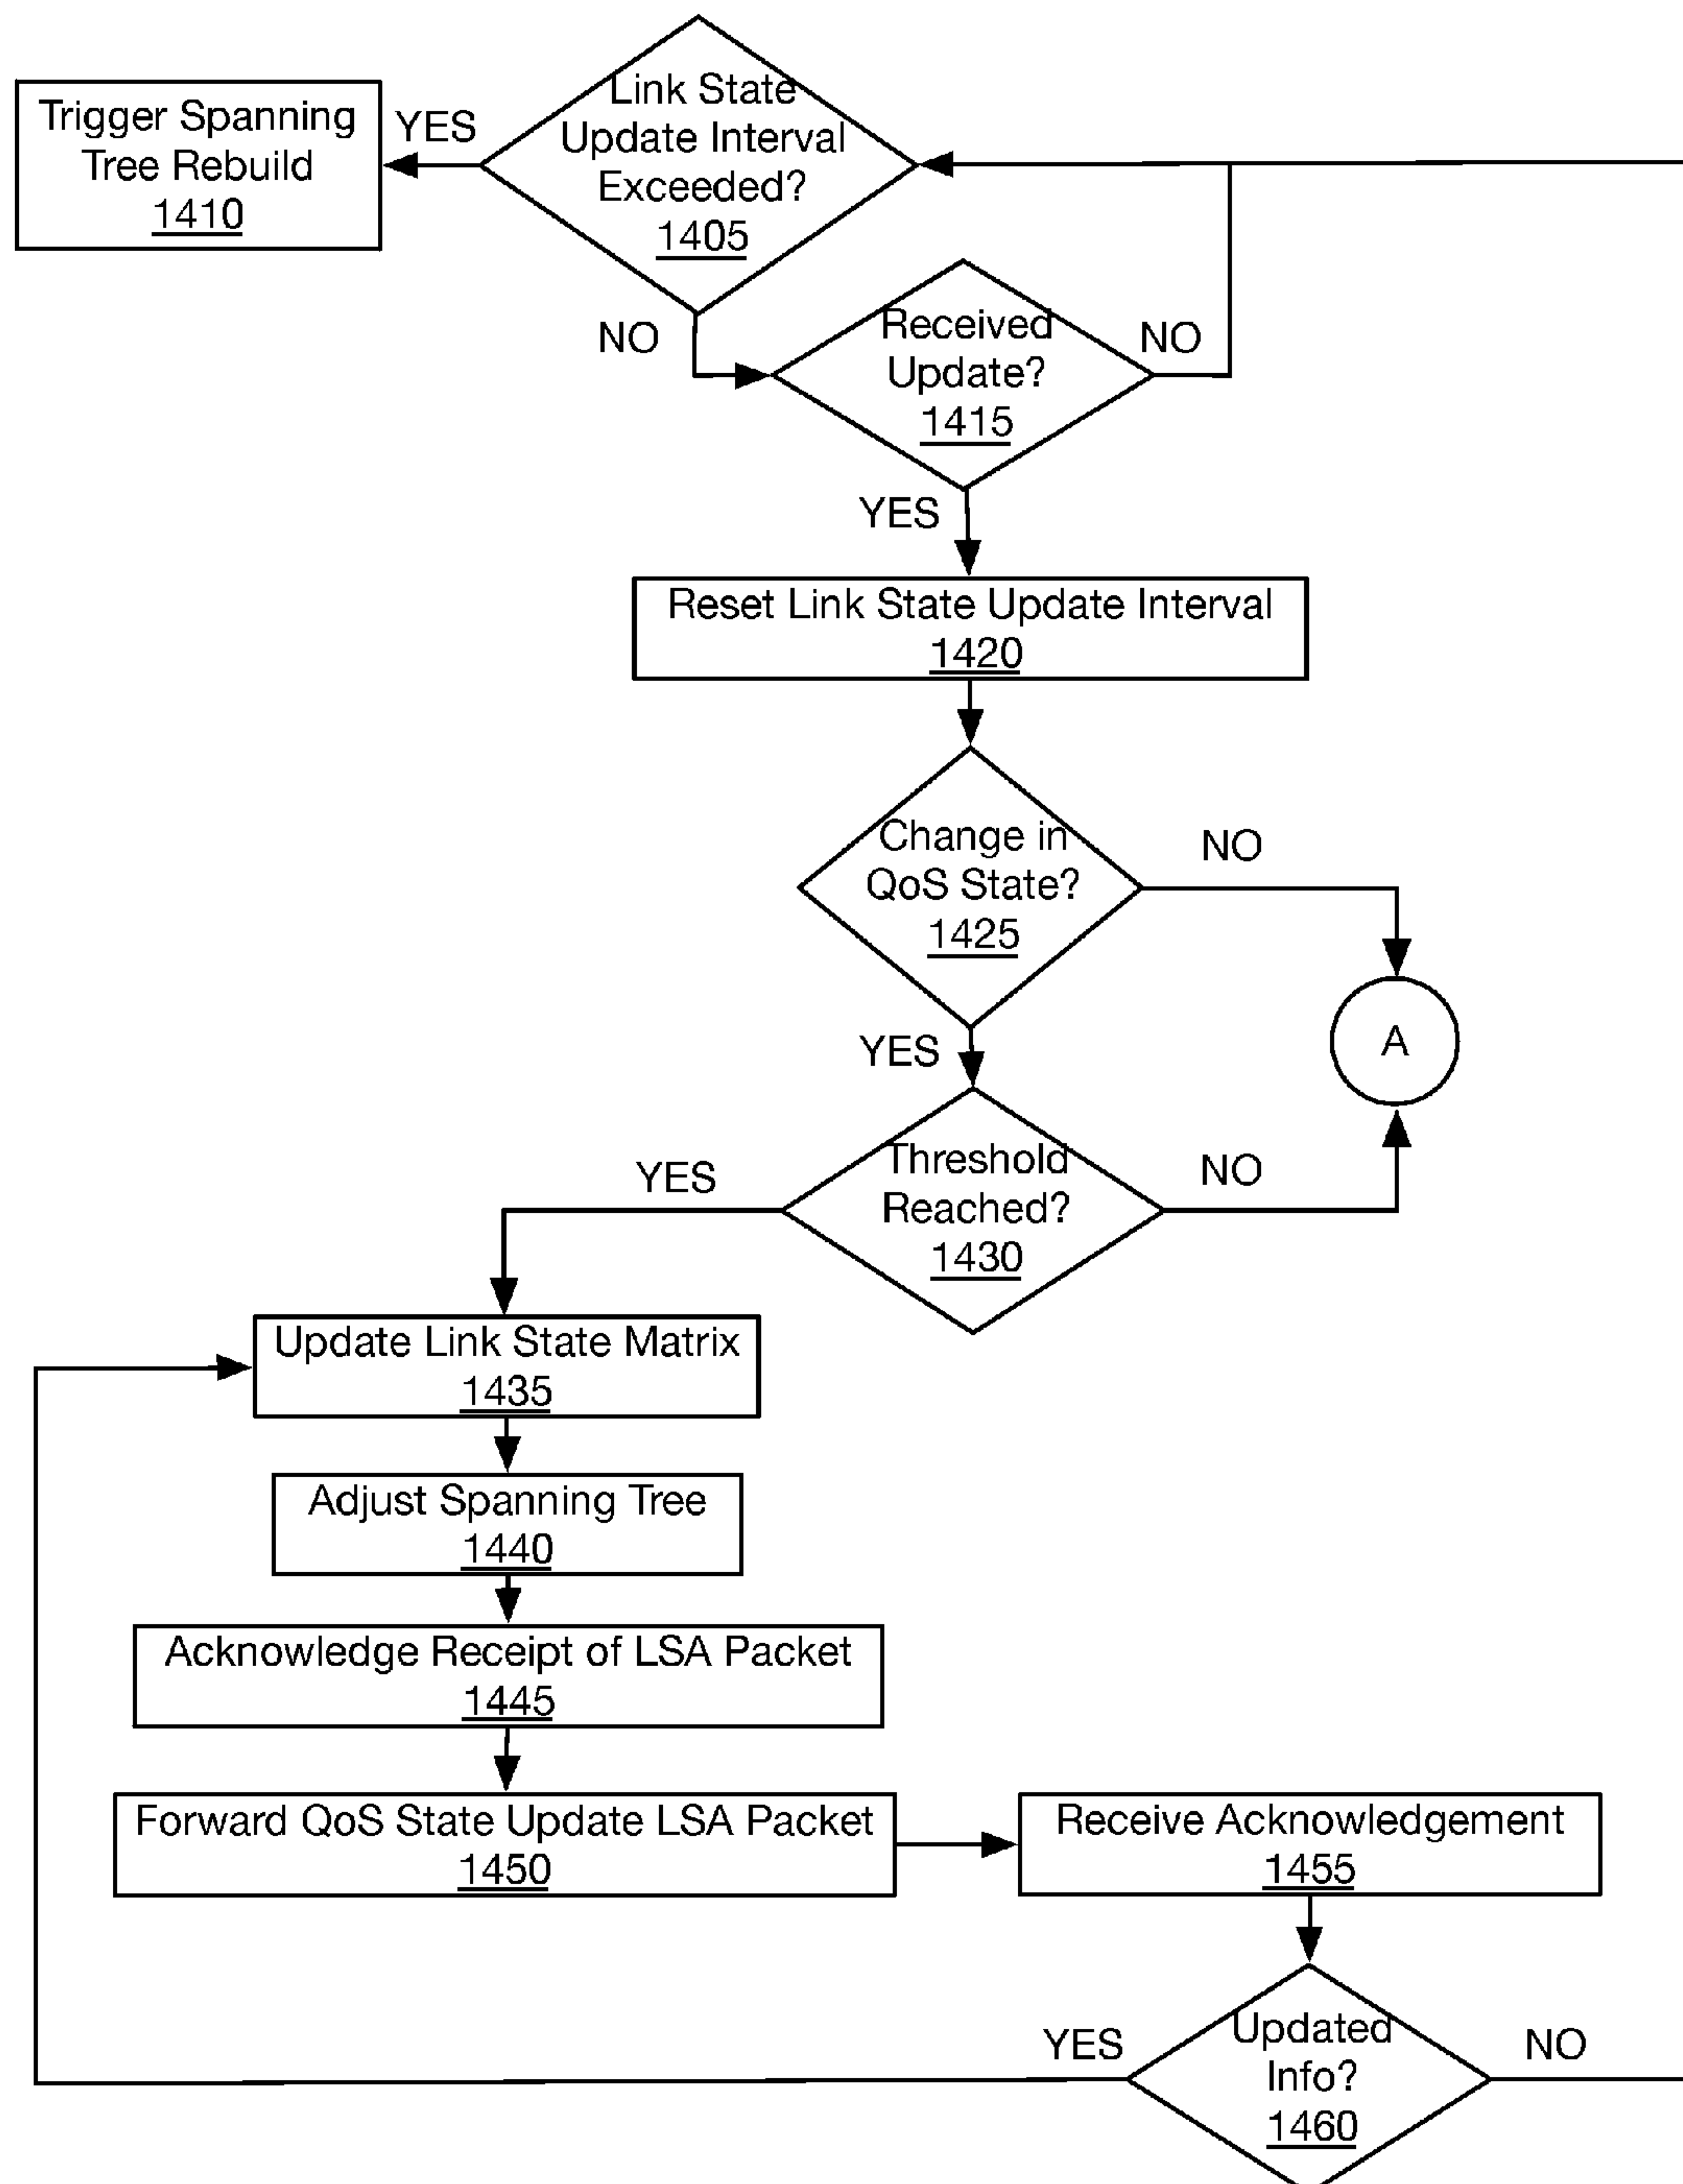 Link State
Update Interval
Exceeded?
1405
YES
Trigger Spanning
Tree Rebuild
1410
NO
Received
Update?
1415
NO
YES
Reset Link State Update Interval
1420
Change in
QoS State?
1425
NO
YES
A
Threshold
Reached?
1430
NO
YES
Update Link State Matrix
1435
Adjust Spanning Tree
1440
Acknowledge Receipt of LSA Packet
1445
Forward QoS State Update LSA Packet
1450
Receive Acknowledgement
1455
Updated
Info?
1460
YES
NO